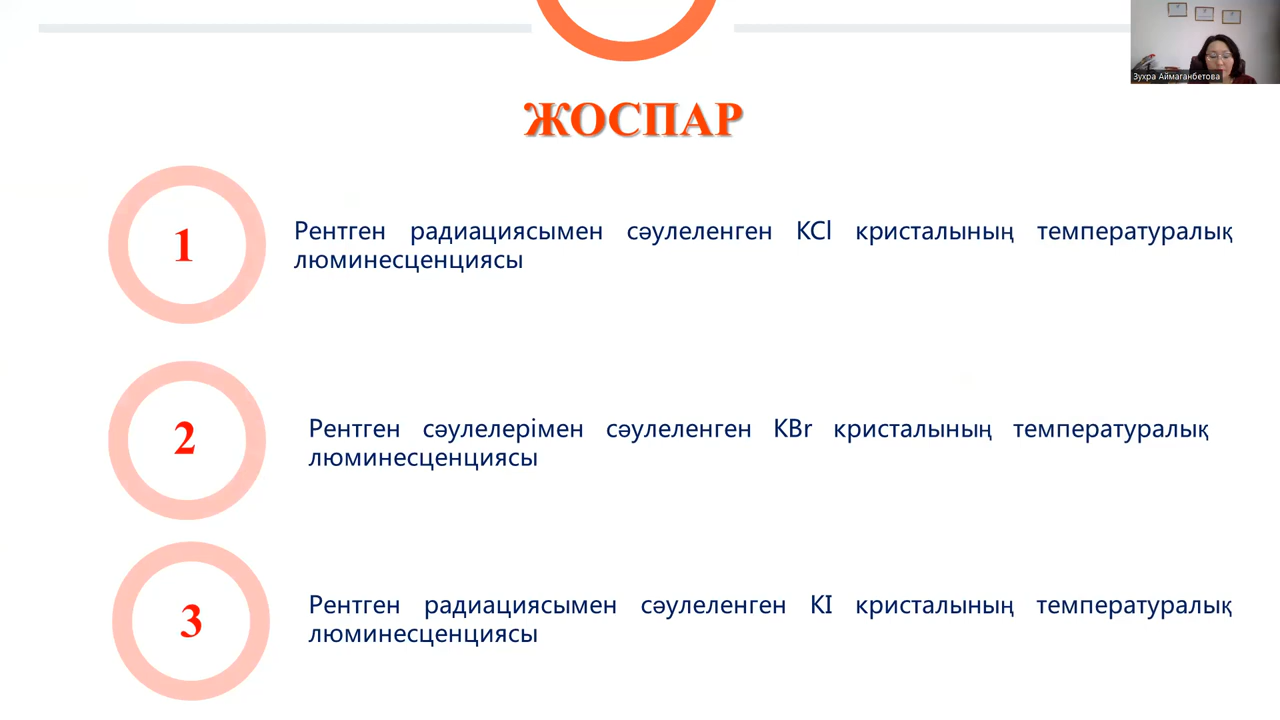 Зухра Аймаганбетова
ЖОСПАР
1
Рентген радиациясымен сәулеленген KCl кристалының температуралық
люминесценциясы
2
Рентген сәулелерімен сәулеленген KBr кристалының температуралық
люминесценциясы
3
Рентген радиациясымен сәулеленген KI кристалының температуралық
люминесценциясы